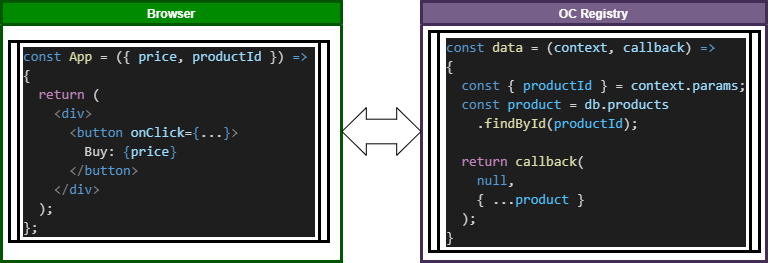 Browser
const App = ({ price, productId }) =>
{
  return (
    <div>
      <button onClick={...}>
        Buy: {price}
      </button>
    </div>
  );
};
OC Registry
const data = (context, callback) =>
{
  const { productId } = context.params;
  const product = db.products
    .findById(productId);
  return callback(
    null,
    { ...product }
  );
}